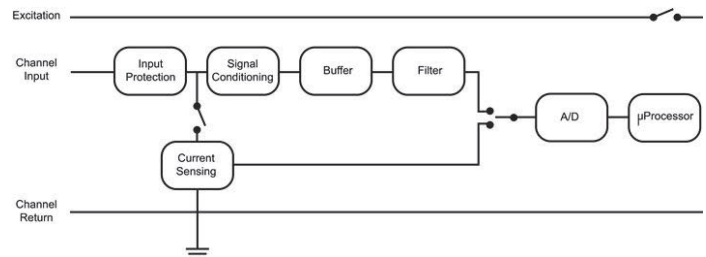 Excitation
Channel
Input
Input
Protection
Signal
Conditioning
Buffer
Filter
A/D
µProcessor
Current
Sensing
Channel
Return